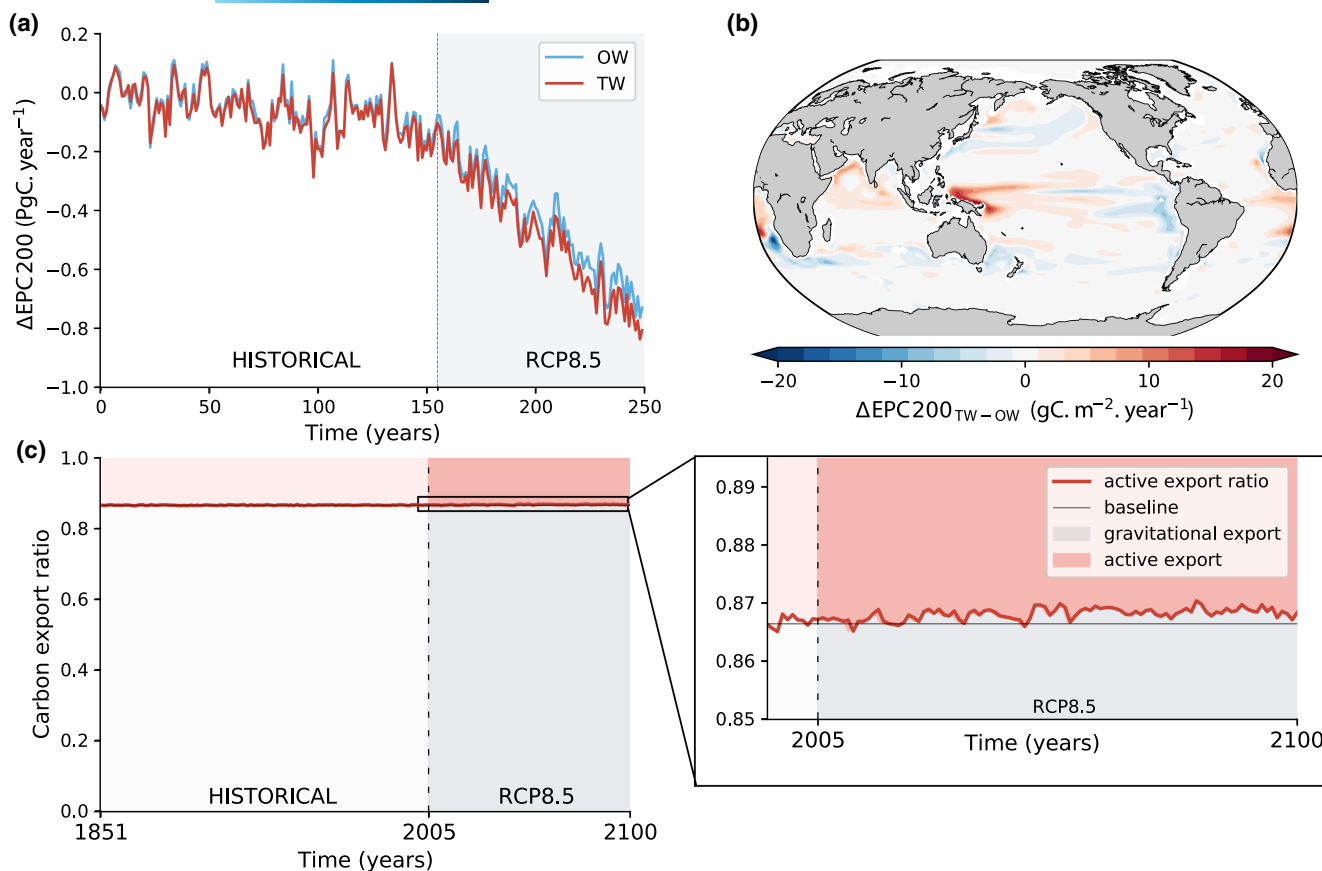 (a)
0.2
0.0
−0.2
−0.4
−0.6
−0.8
−1.0
ΔEPC200 (PgC. year⁻¹)
OW
TW
HISTORICAL
RCP8.5
0
50
100
150
200
250
Time (years)
(b)
−20
−10
0
10
20
ΔEPC200TW − OW (gC. m⁻². year⁻¹)
(c)
1.0
0.8
0.6
0.4
0.2
0.0
Carbon export ratio
HISTORICAL
RCP8.5
1851
2005
2100
Time (years)
0.89
0.88
0.87
0.86
0.85
active export ratio
baseline
gravitational export
active export
RCP8.5
2005
2100
Time (years)